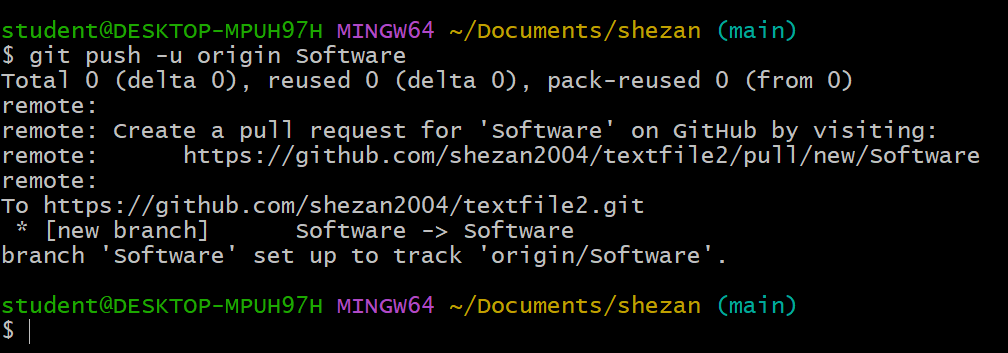 student@DESKTOP-MPUH97H MINGW64 ~/Documents/shezan (main)
$ git push -u origin Software
Total 0 (delta 0), reused 0 (delta 0), pack-reused 0 (from 0)
remote:
remote: Create a pull request for 'Software' on GitHub by visiting:
remote:      https://github.com/shezan2004/textfile2/pull/new/Software
remote:
To https://github.com/shezan2004/textfile2.git
 * [new branch]      Software -> Software
branch 'Software' set up to track 'origin/Software'.
student@DESKTOP-MPUH97H MINGW64 ~/Documents/shezan (main)
$